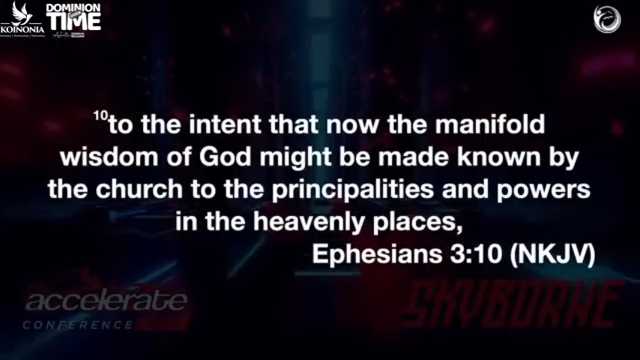 KOINONIA
DOMINION
TIME
10to the intent that now the manifold
wisdom of God might be made known by
the church to the principalities and powers
in the heavenly places,
Ephesians 3:10 (NKJV)
accelerate
CONFERENCE
SKYBORNE